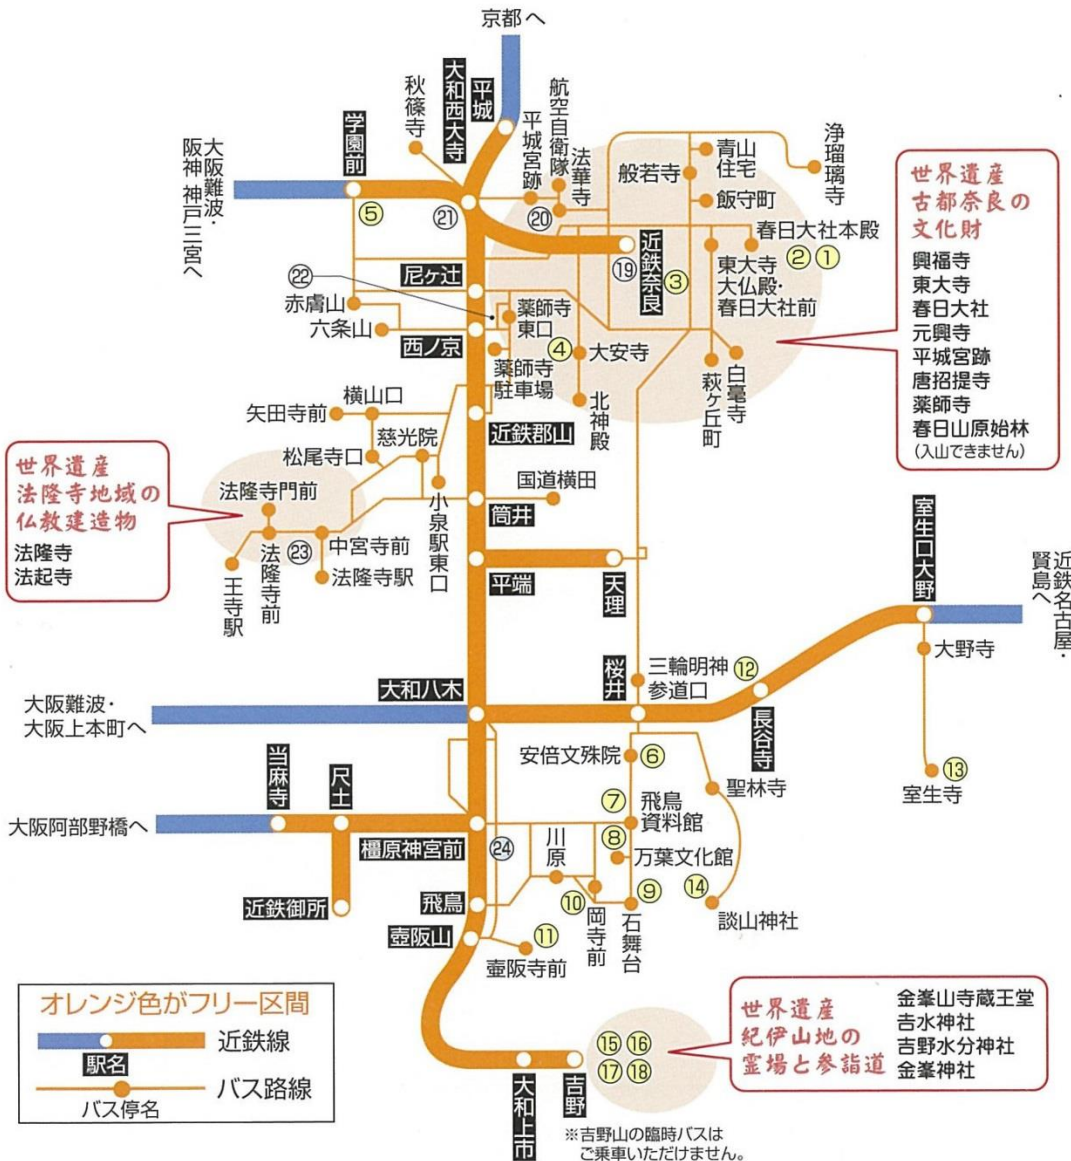 京都へ
大和西大寺
平城
秋篠寺
平城宮跡
航空自衛隊
法華寺
学園前
大阪難波・
阪神 神戸三宮へ
⑤
㉑
⑳
般若寺
青山
住宅
飯守町
浄瑠璃寺
世界遺産
古都奈良の
文化財
興福寺
東大寺
春日大社
元興寺
平城宮跡
唐招提寺
薬師寺
春日山原始林
(入山できません)
春日大社本殿
② ①
東大寺
大仏殿・
春日大社前
⑲
近鉄奈良
③
㉒
尼ヶ辻
赤膚山
六条山
西ノ京
薬師寺
東口
④
大安寺
薬師寺
駐車場
北神殿
萩ヶ丘町
白毫寺
横山口
矢田寺前
慈光院
近鉄郡山
松尾寺口
世界遺産
法隆寺地域の
仏教建造物
法隆寺
法起寺
法隆寺門前
小泉駅東口
国道横田
筒井
法隆寺前
㉓
中宮寺前
法隆寺駅
王寺駅
平端
天理
室生口大野
近鉄名古屋・
賢島へ
大野寺
大和八木
桜井
三輪明神
参道口
⑫
長谷寺
大阪難波・
大阪上本町へ
安倍文殊院
⑥
聖林寺
⑬
室生寺
当麻寺
尺土
大阪阿部野橋へ
橿原神宮前
㉔
川原
⑦
飛鳥
資料館
⑧
万葉文化館
近鉄御所
飛鳥
⑩
岡寺前
⑨
石舞台
⑭
談山神社
壺阪山
⑪
壺阪寺前
オレンジ色がフリー区間
駅名
近鉄線
バス停名
バス路線
大和上市
吉野
⑮ ⑯
⑰ ⑱
世界遺産
紀伊山地の
霊場と参詣道
金峯山寺蔵王堂
吉水神社
吉野水分神社
金峯神社
※吉野山の臨時バスは
ご乗車いただけません。